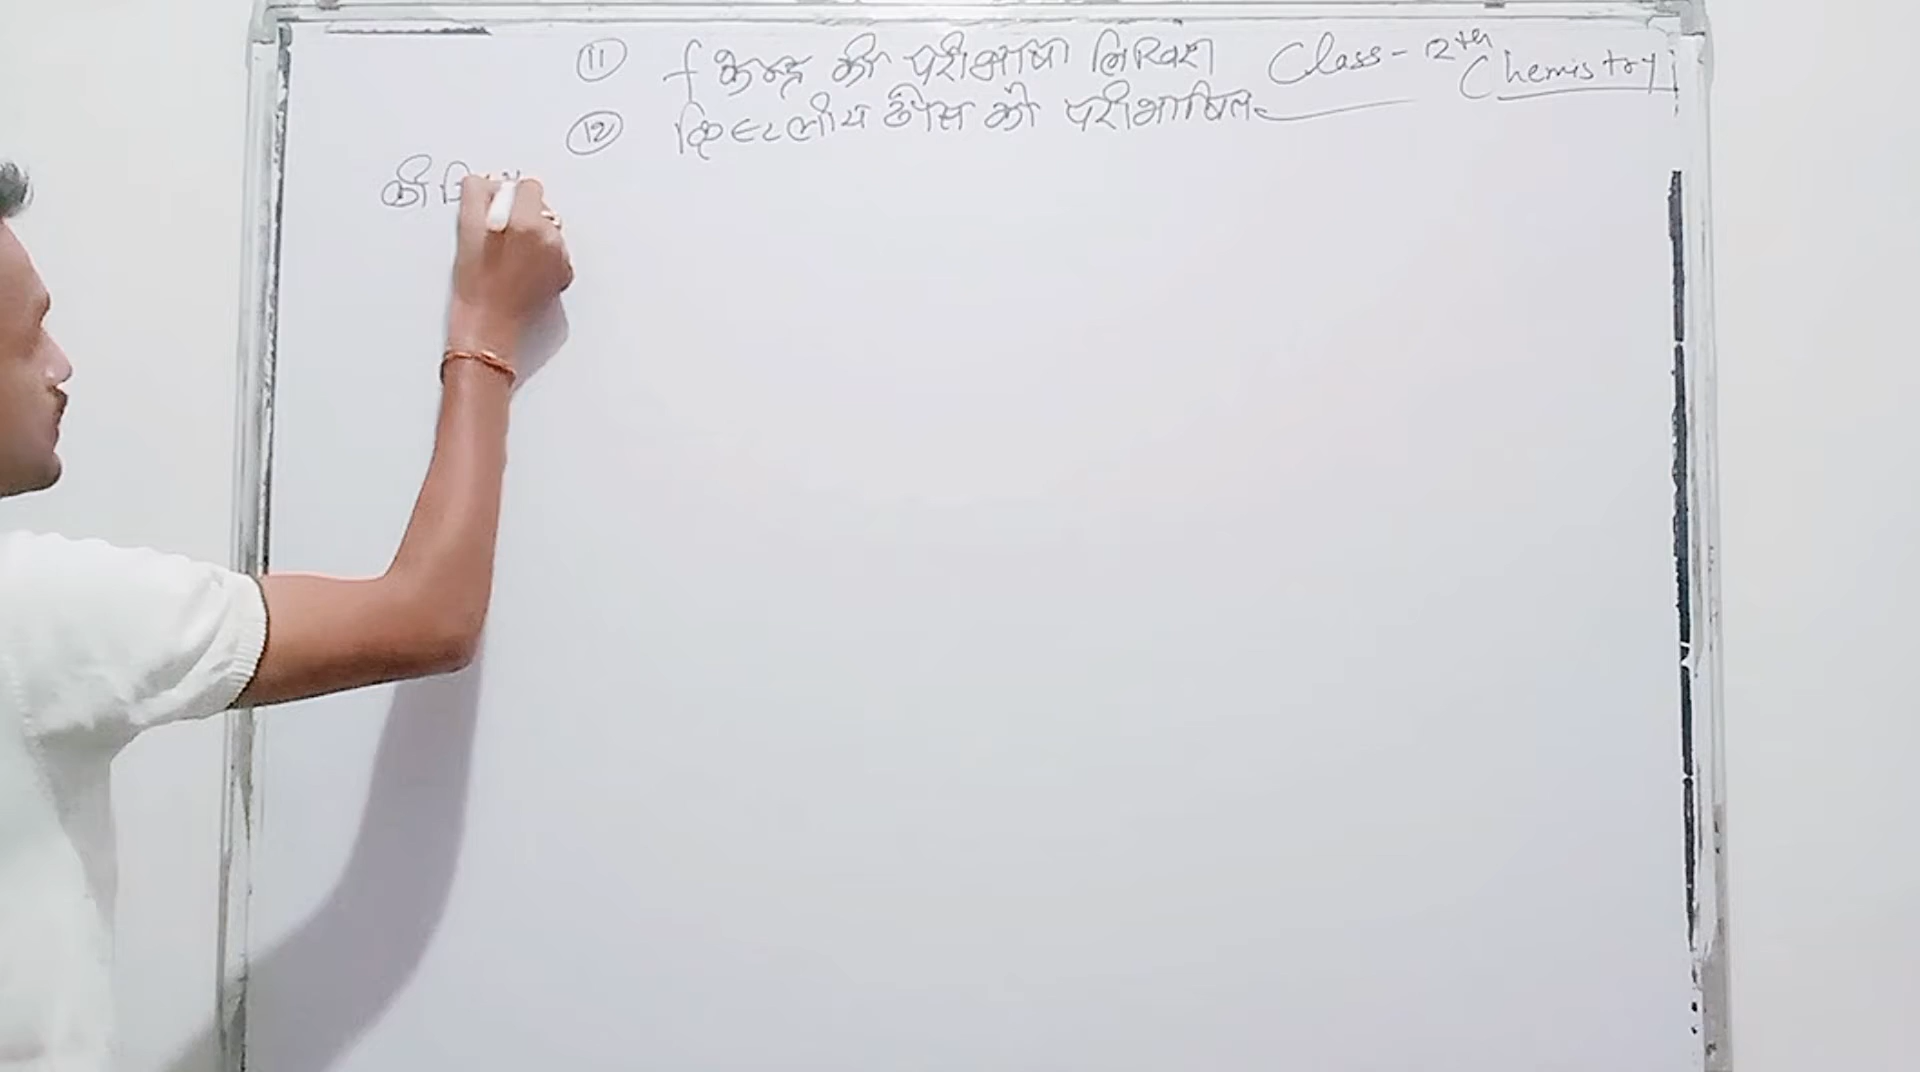 ⑪ f केन्द्र की परीभाषा लिखिए Class - 12th Chemistry
⑫ क्रिस्टलीय ठोस को परीभाषित
की